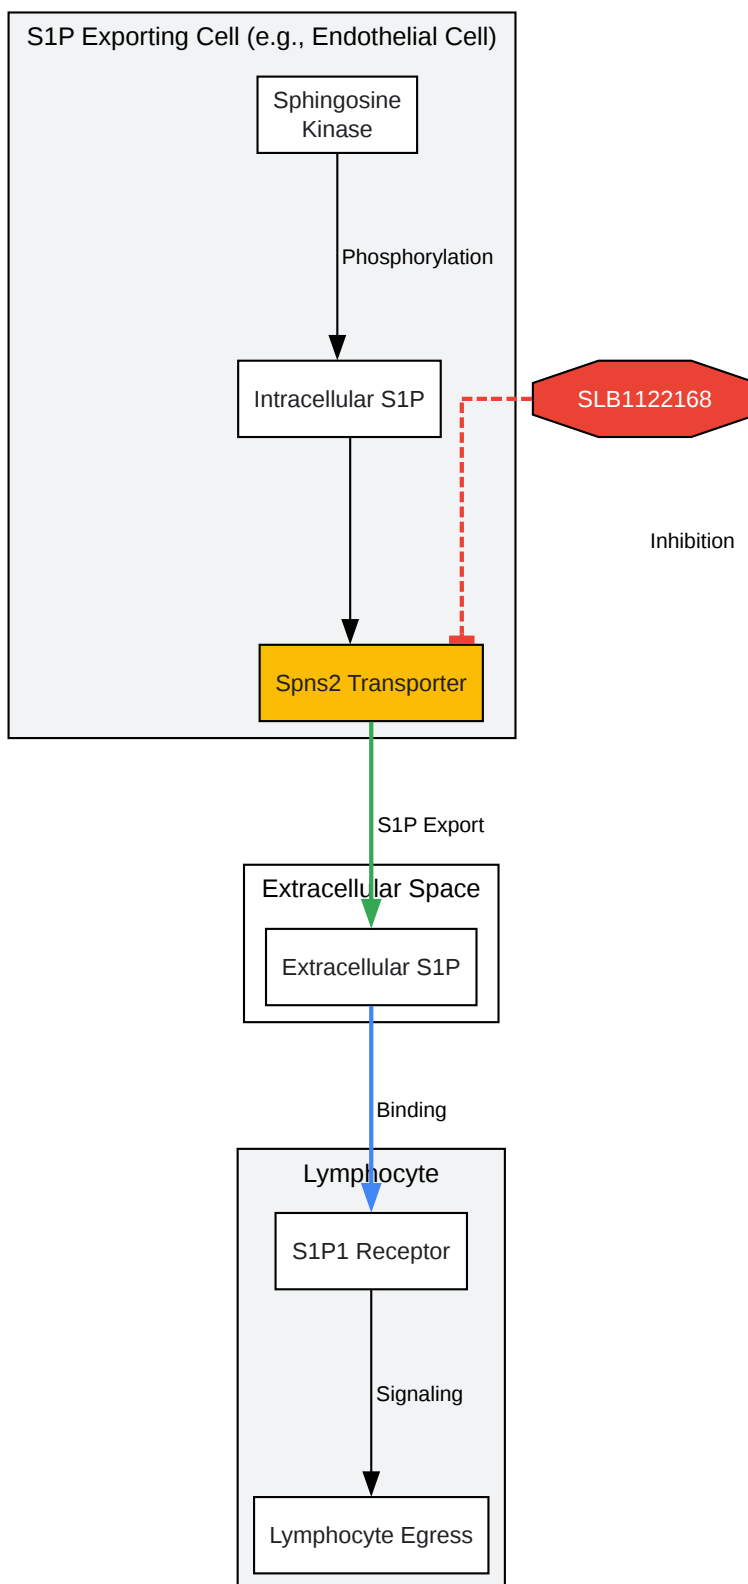 S1P Exporting Cell (e.g., Endothelial Cell)
Sphingosine
Kinase
Phosphorylation
Intracellular S1P
SLB1122168
Inhibition
Spns2 Transporter
S1P Export
Extracellular Space
Extracellular S1P
Binding
Lymphocyte
S1P1 Receptor
Signaling
Lymphocyte Egress